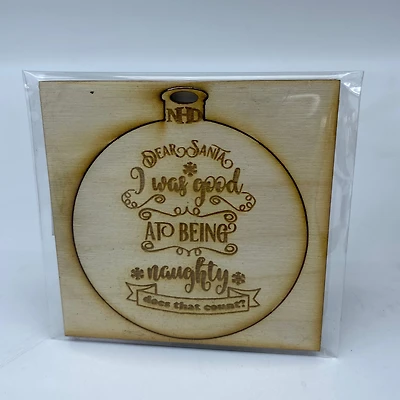 NHD
Dear Santa
I was good
at being
naughty
does that count?